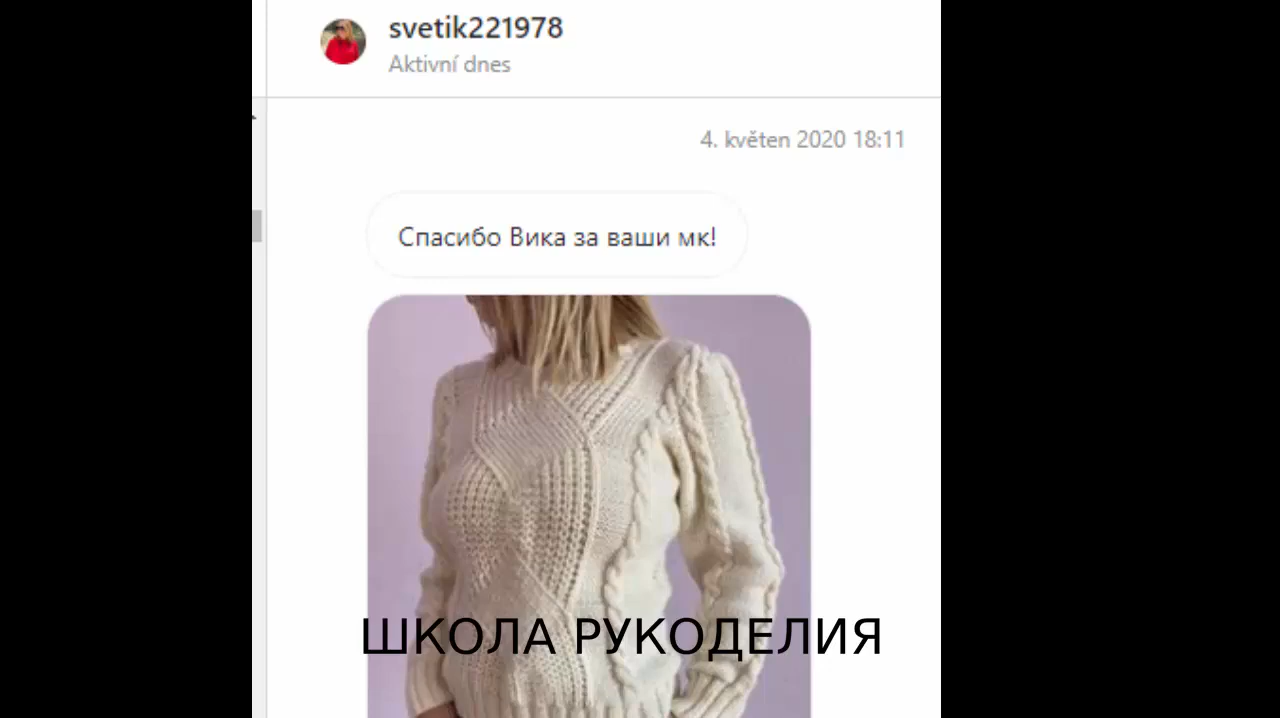 svetik221978
Aktivní dnes
4. květen 2020 18:11
Спасибо Вика за ваши мк!
ШКОЛА РУКОДЕЛИЯ